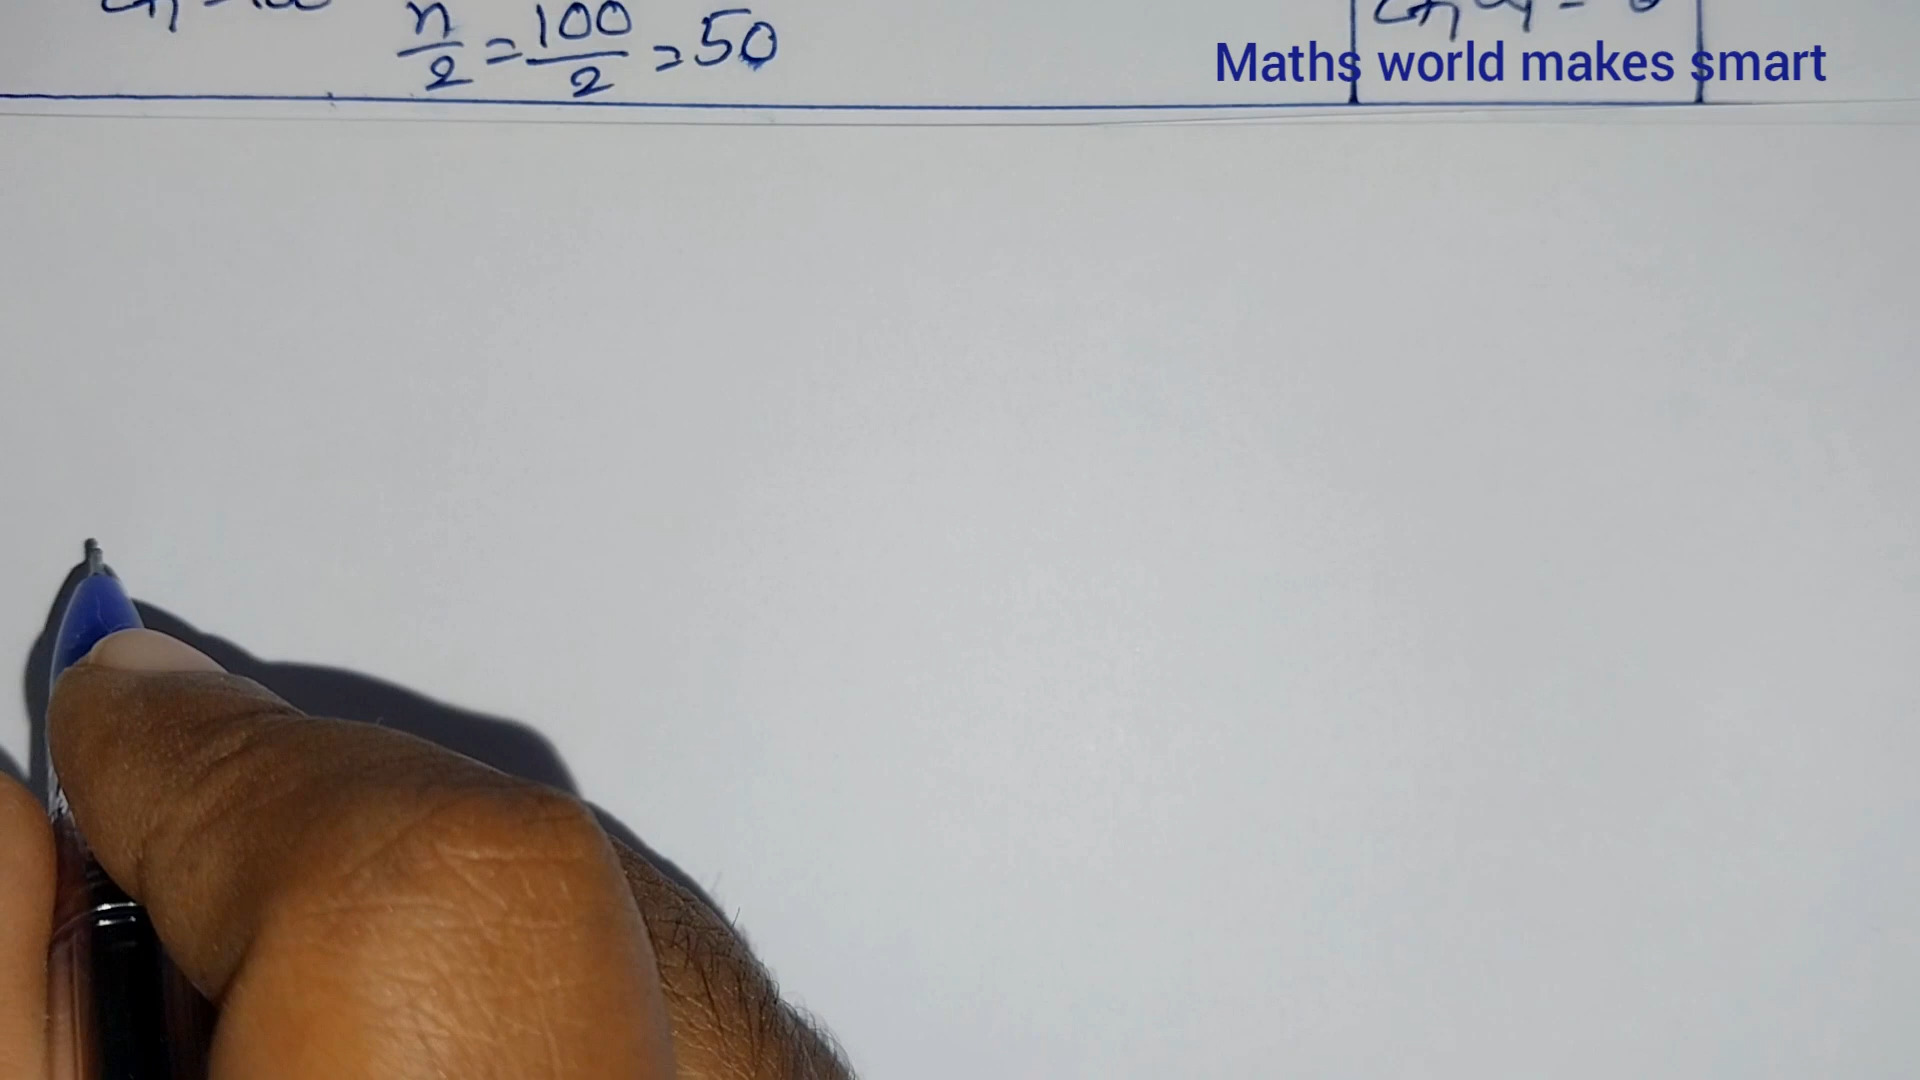 n/2 = 100/2 = 50
Maths world makes smart